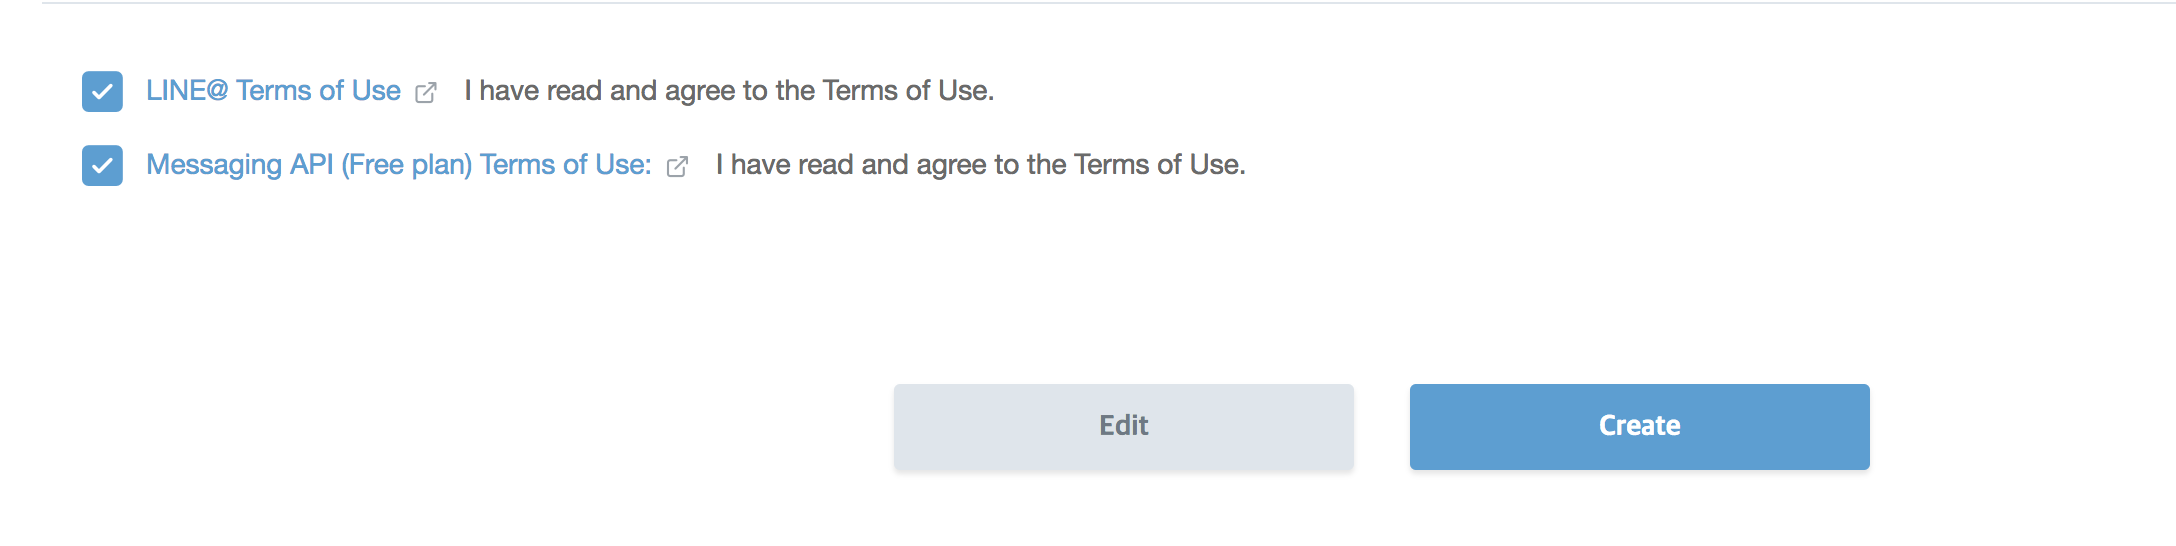 LINE@ Terms of Use I have read and agree to the Terms of Use.
Messaging API (Free plan) Terms of Use: I have read and agree to the Terms of Use.
Edit Create